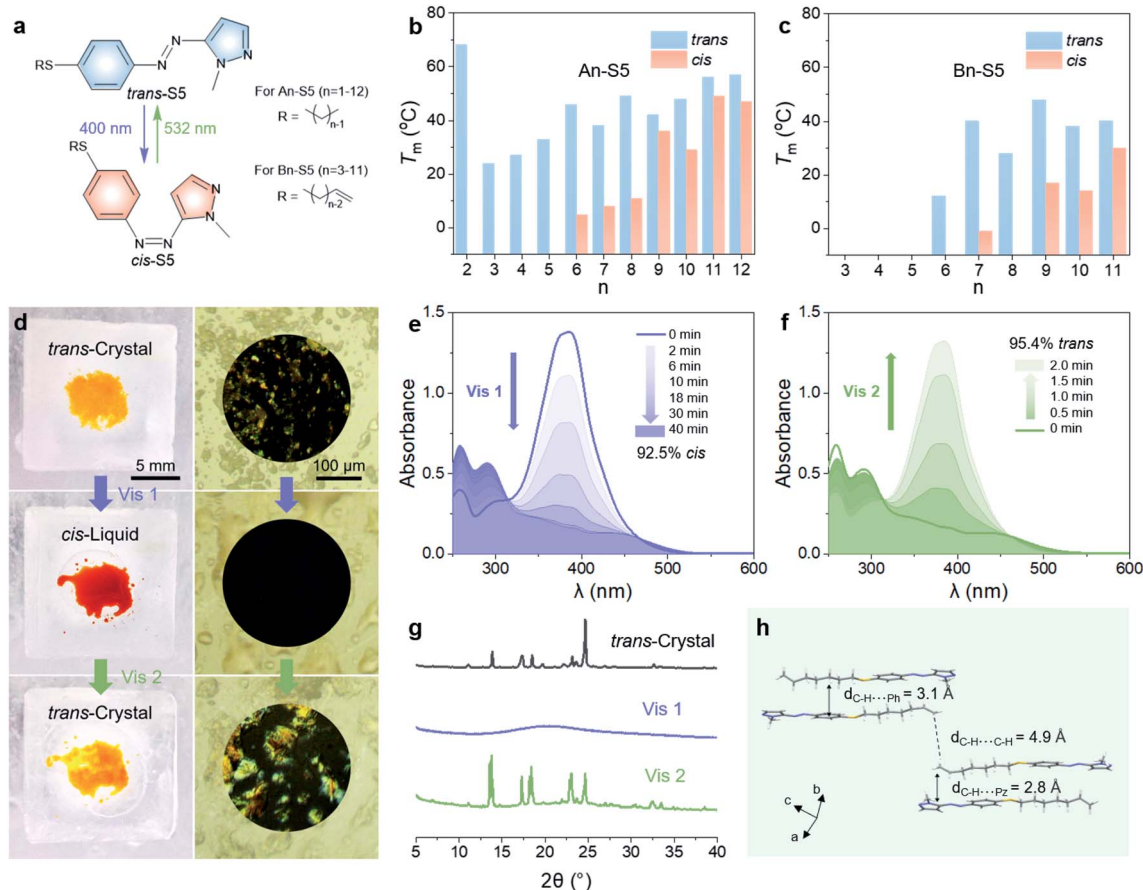 a
RS
N
N
N
N
trans-S5
400 nm
532 nm
RS
N
N
N=N
cis-S5
For An-S5 (n=1-12)
R =
n-1
For Bn-S5 (n=3-11)
R =
n-2
b
An-S5
trans
cis
Tm (°C)
80
60
40
20
0
2 3 4 5 6 7 8 9 10 11 12
n
c
Bn-S5
trans
cis
Tm (°C)
80
60
40
20
0
3 4 5 6 7 8 9 10 11
n
d
trans-Crystal
5 mm
100 μm
Vis 1
cis-Liquid
Vis 2
trans-Crystal
e
Absorbance
1.5
1.0
0.5
0.0
Vis 1
0 min
2 min
6 min
10 min
18 min
30 min
40 min
92.5% cis
300 400 500 600
λ (nm)
f
Absorbance
1.5
1.0
0.5
0.0
Vis 2
95.4% trans
2.0 min
1.5 min
1.0 min
0.5 min
0 min
300 400 500 600
λ (nm)
g
trans-Crystal
Vis 1
Vis 2
5 10 15 20 25 30 35 40
2θ (°)
h
dC-H···Ph = 3.1 Å
dC-H···C-H = 4.9 Å
dC-H···Pz = 2.8 Å
b
c
a